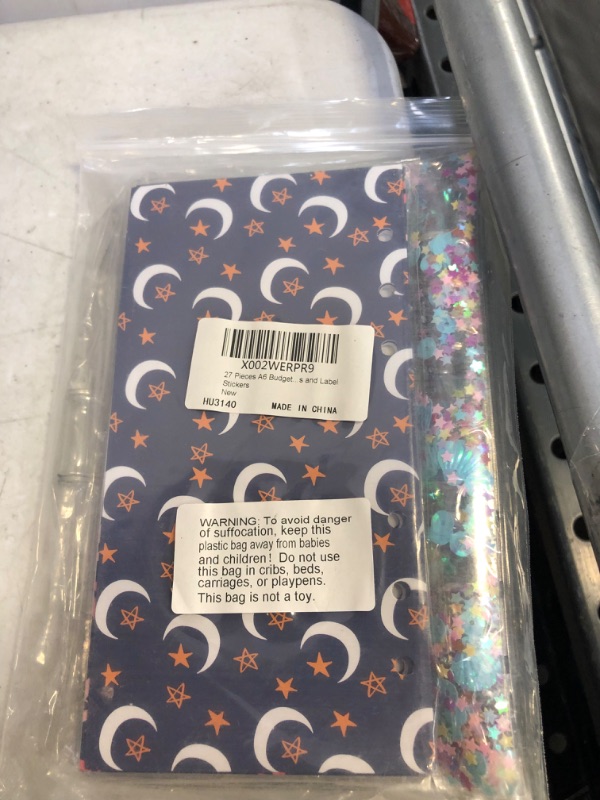 X002WERPR9
27 Pieces A6 Budget...s and Label
Stickers
New
HU3140 MADE IN CHINA
WARNING: To avoid danger
of suffocation, keep this
plastic bag away from babies
and children! Do not use
this bag in cribs, beds,
carriages, or playpens.
This bag is not a toy.